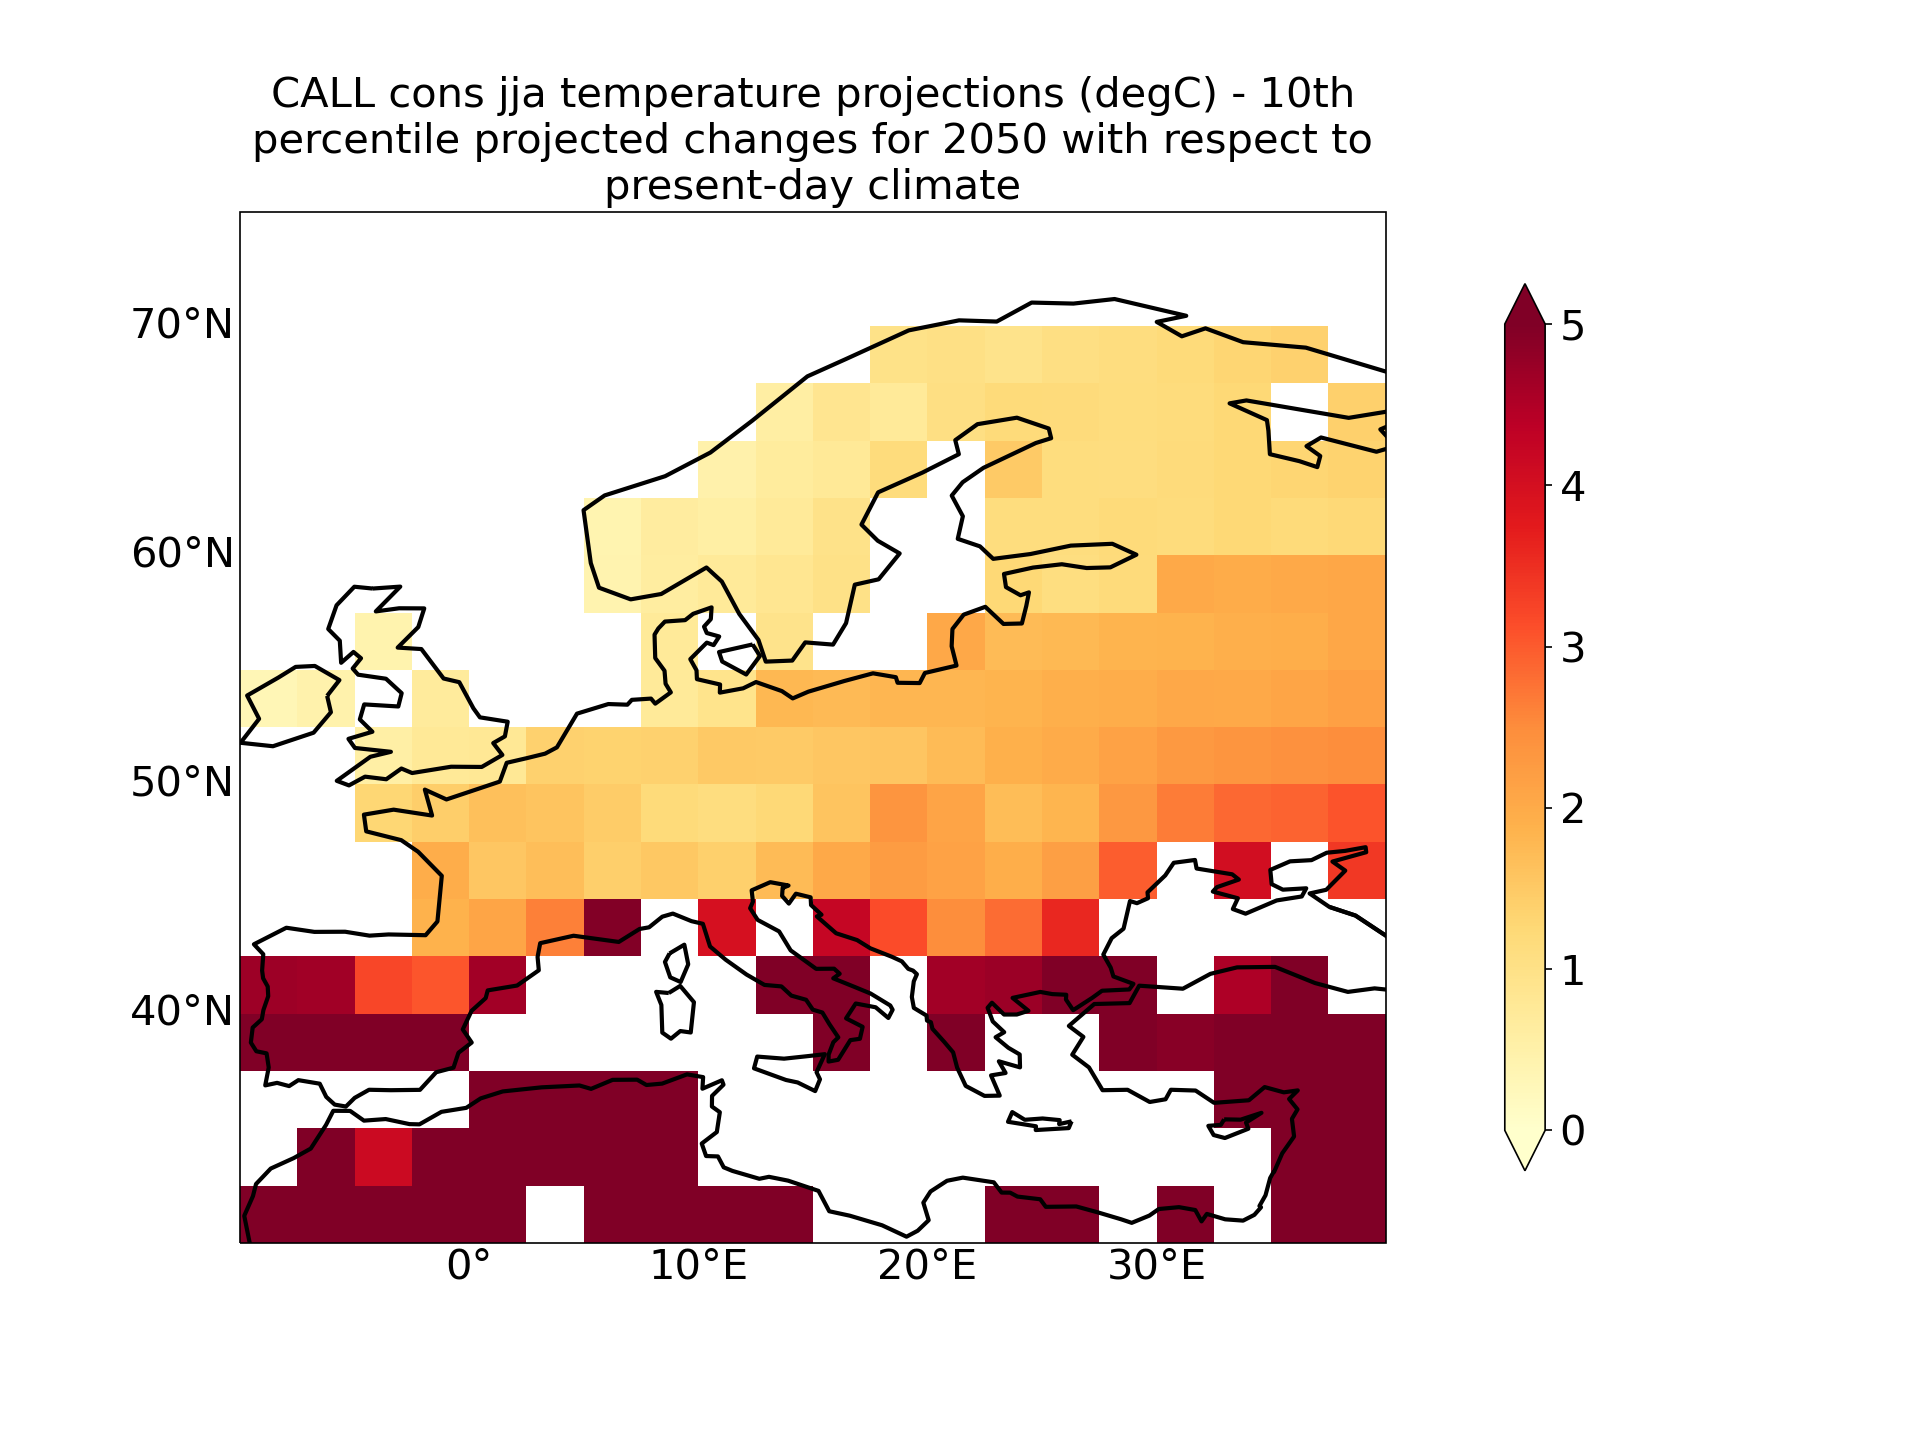 CALL cons jja temperature projections (degC) - 10th
percentile projected changes for 2050 with respect to
present-day climate
70°N
60°N
50°N
40°N
0°
10°E
20°E
30°E
5
4
3
2
1
0